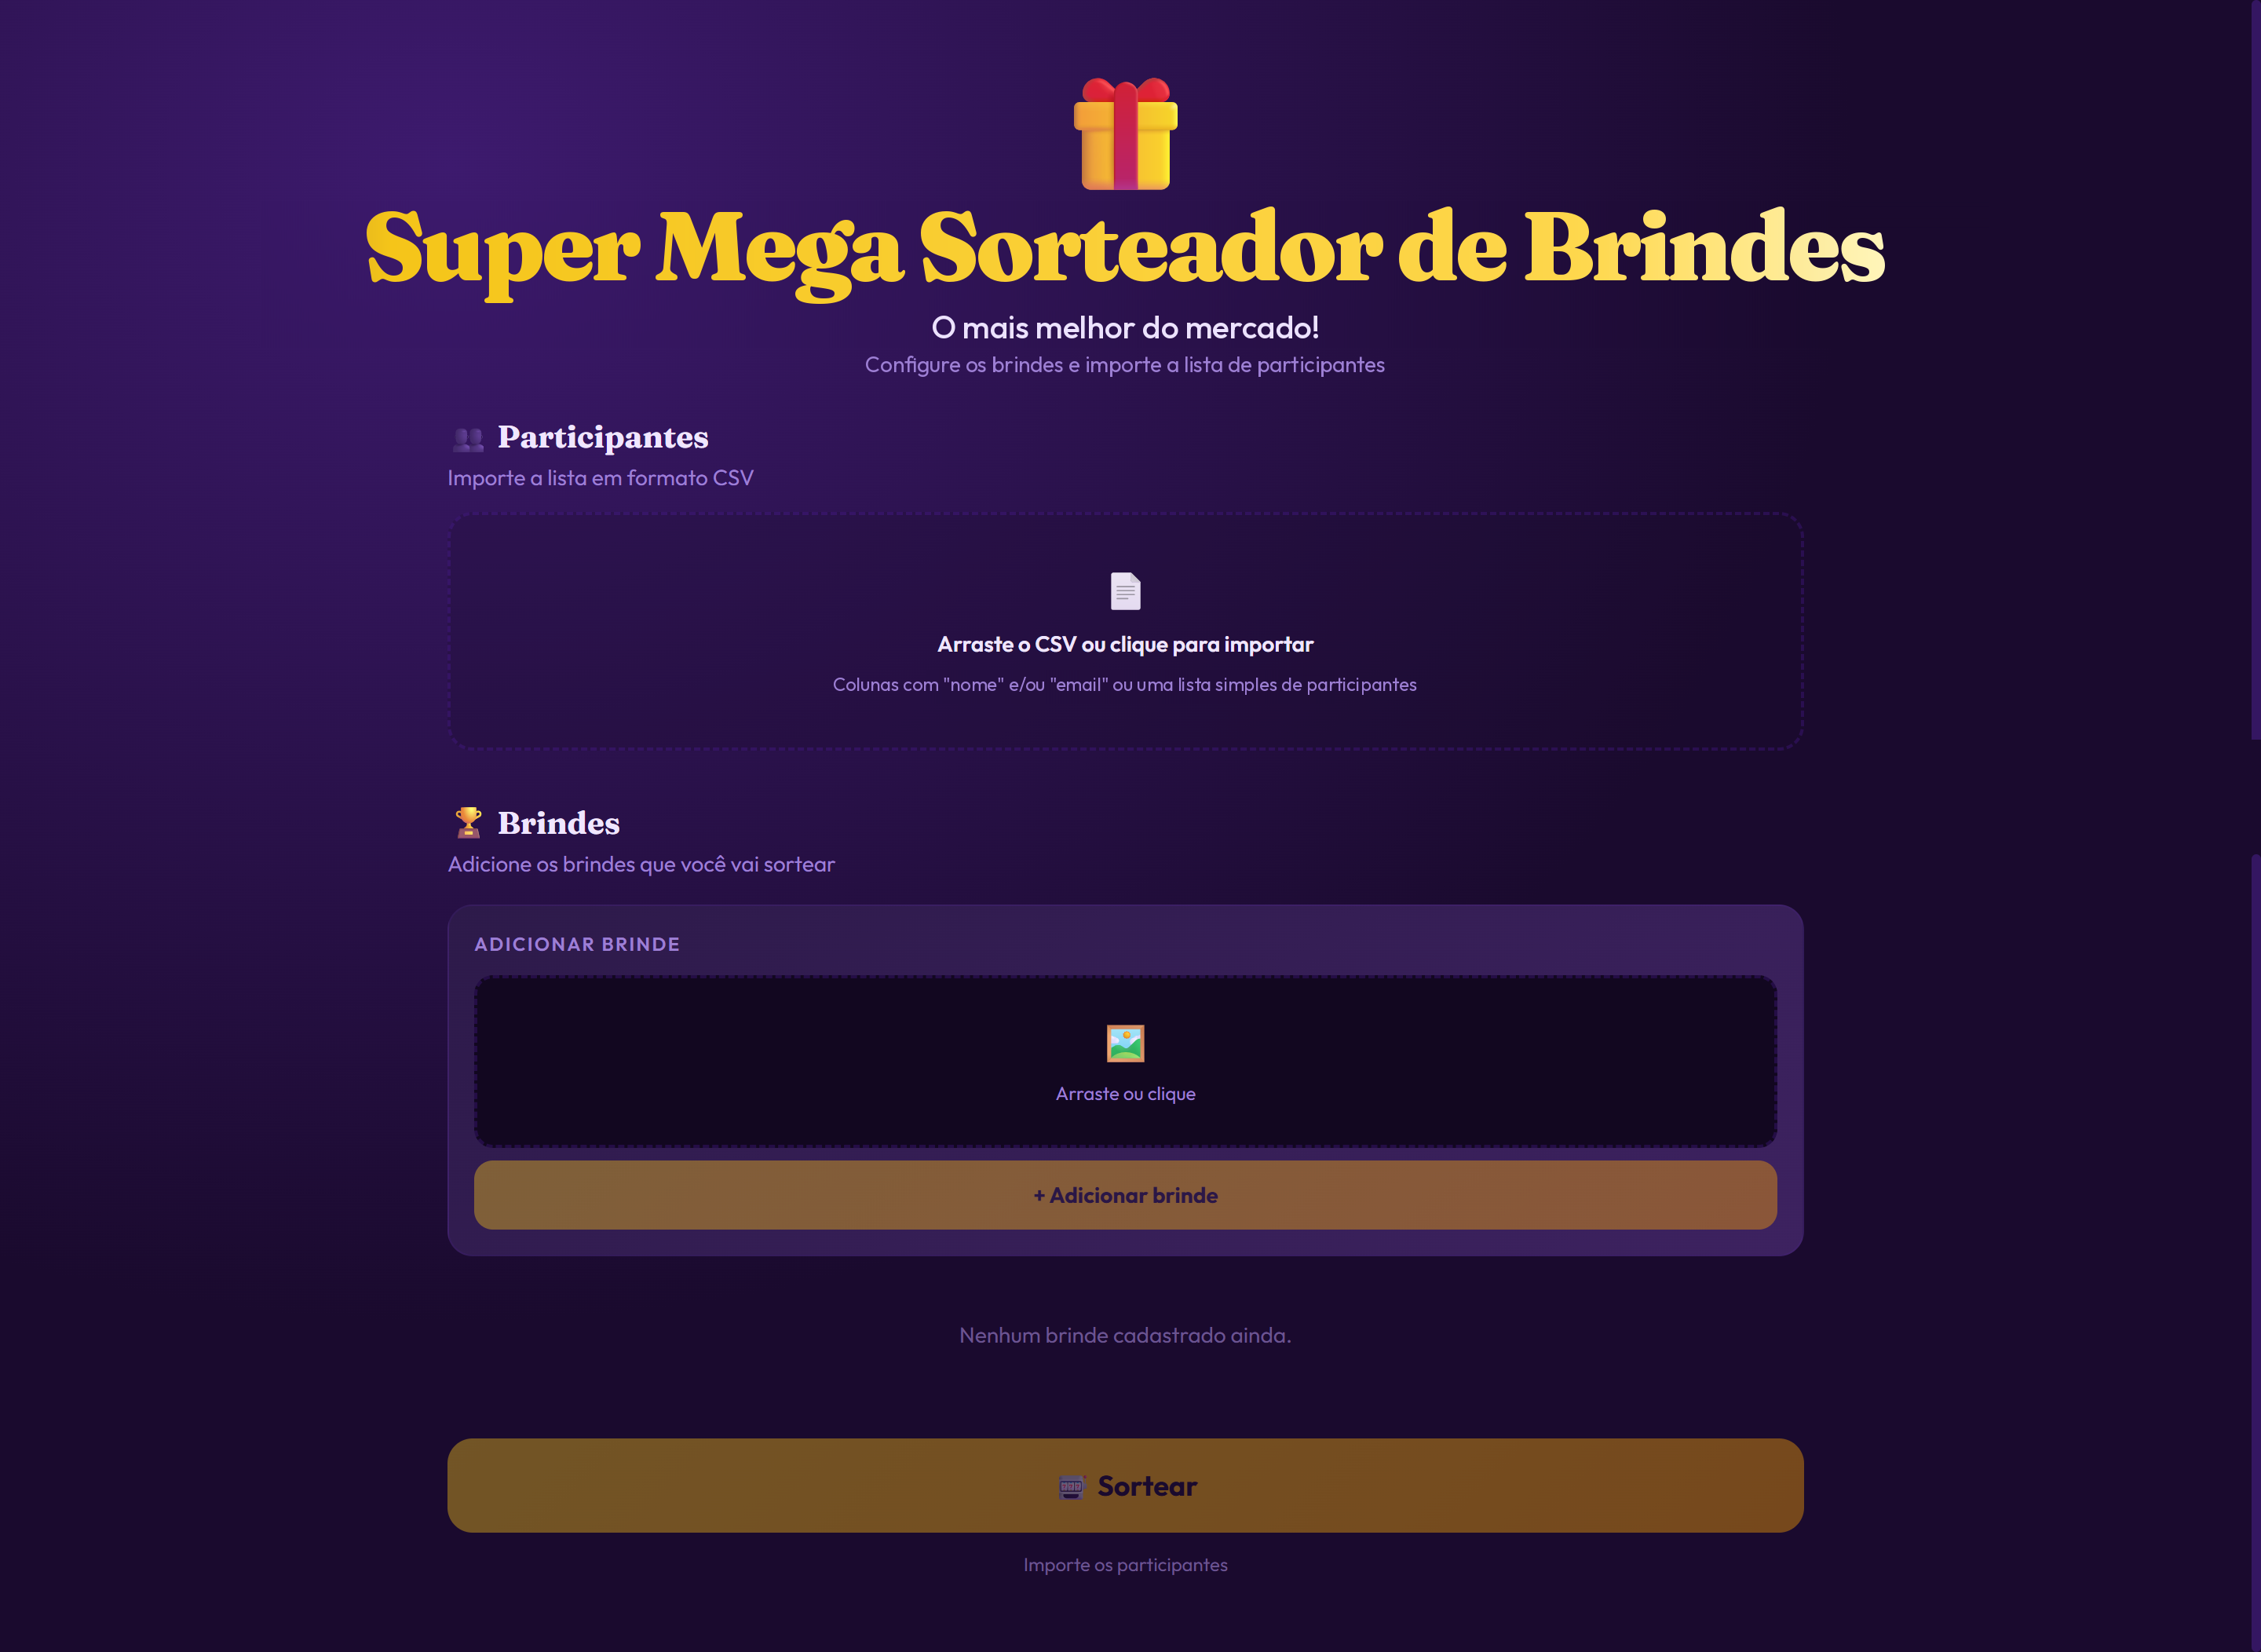 Super Mega Sorteador de Brindes
O mais melhor do mercado!
Configure os brindes e importe a lista de participantes
Participantes
Importe a lista em formato CSV
Arraste o CSV ou clique para importar
Colunas com "nome" e/ou "email" ou uma lista simples de participantes
Brindes
Adicione os brindes que você vai sortear
ADICIONAR BRINDE
Arraste ou clique
+ Adicionar brinde
Nenhum brinde cadastrado ainda.
Sortear
Importe os participantes